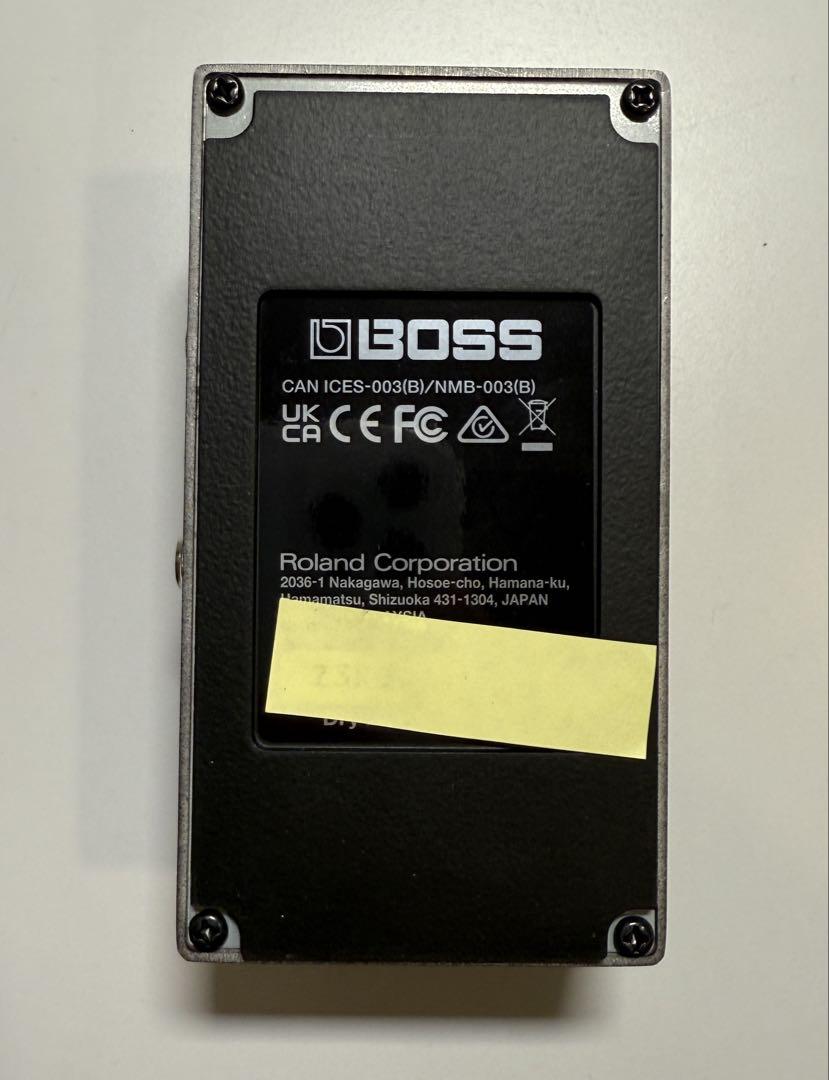 BOSS
CAN ICES-003(B)/NMB-003(B)
UK
CA CE FC
Roland Corporation
2036-1 Nakagawa, Hosoe-cho, Hamana-ku,
Hamamatsu, Shizuoka 431-1304, JAPAN